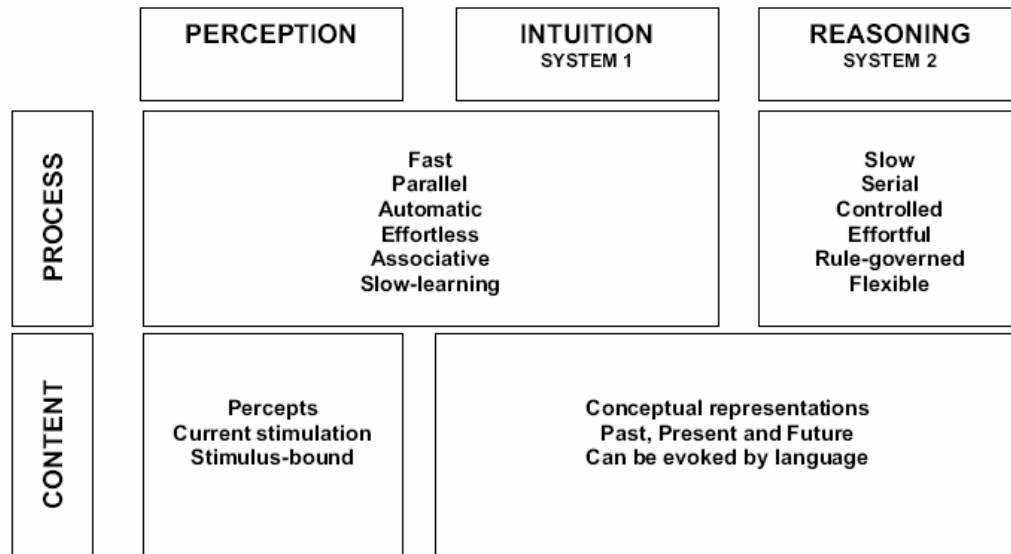 PERCEPTION
INTUITION
SYSTEM 1
REASONING
SYSTEM 2
PROCESS
Fast
Parallel
Automatic
Effortless
Associative
Slow-learning
Slow
Serial
Controlled
Effortful
Rule-governed
Flexible
CONTENT
Percepts
Current stimulation
Stimulus-bound
Conceptual representations
Past, Present and Future
Can be evoked by language